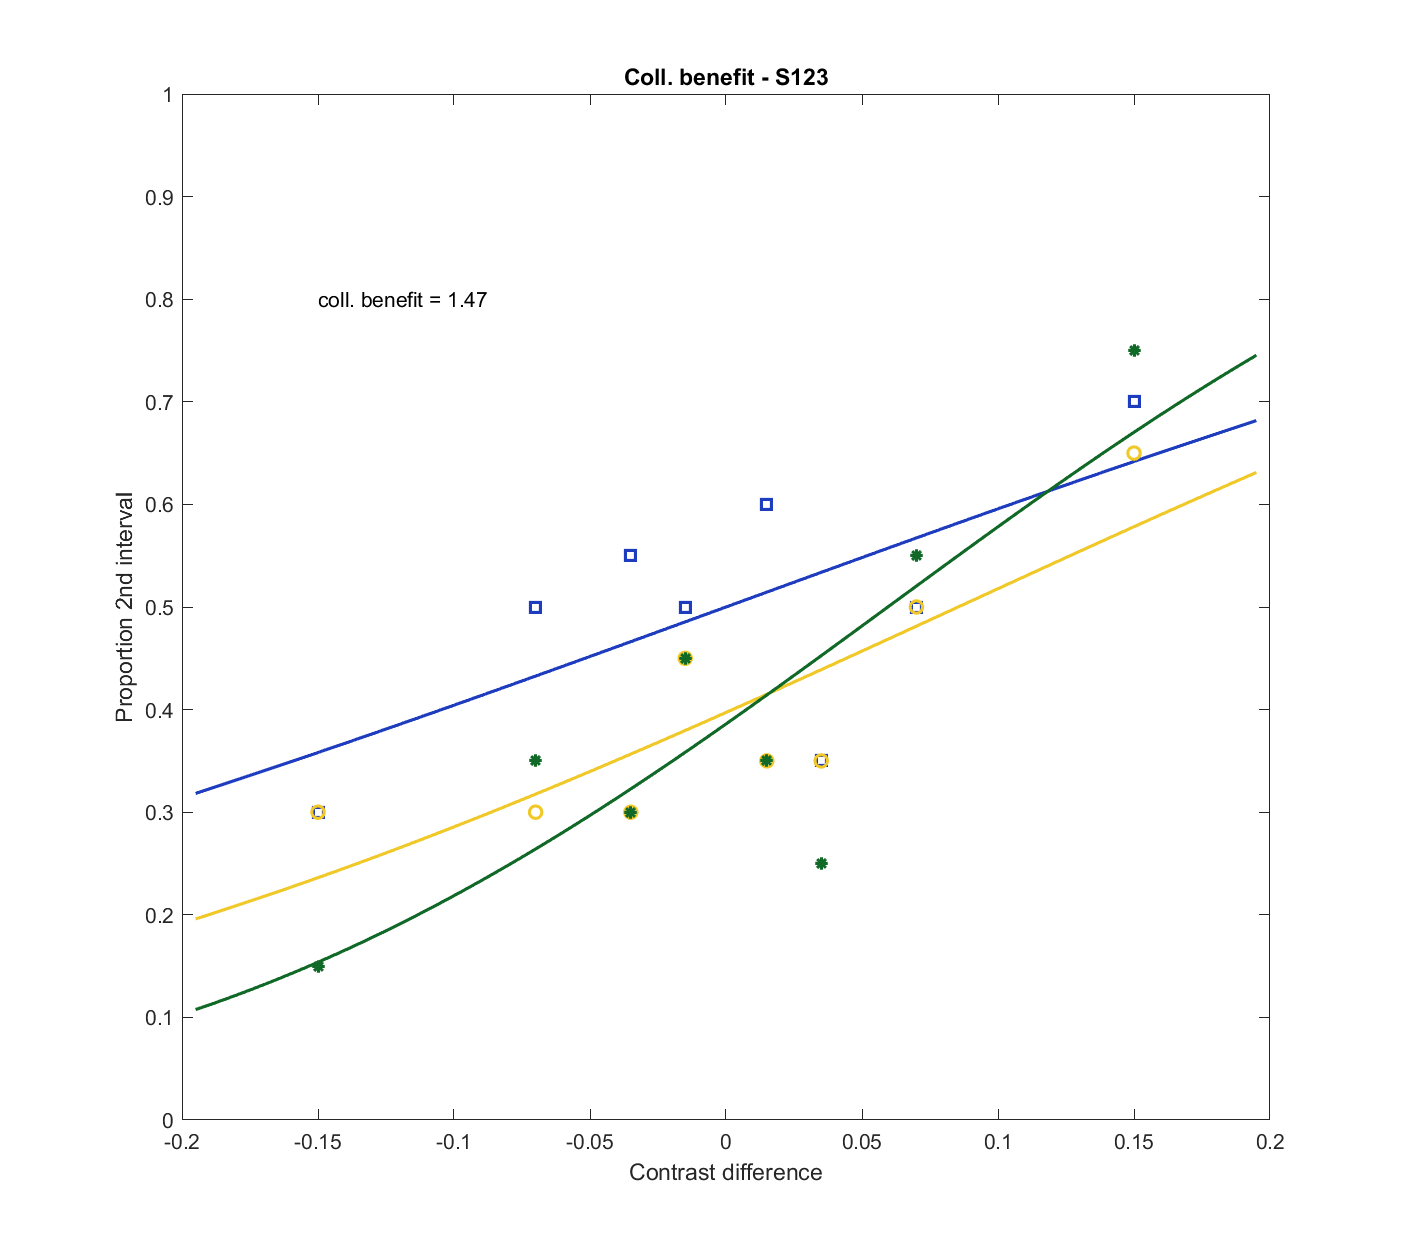 Coll. benefit - S123
1
0.9
0.8
0.7
0.6
0.5
0.4
0.3
0.2
0.1
0
coll. benefit = 1.47
Proportion 2nd interval
-0.2 -0.15 -0.1 -0.05 0 0.05 0.1 0.15 0.2
Contrast difference